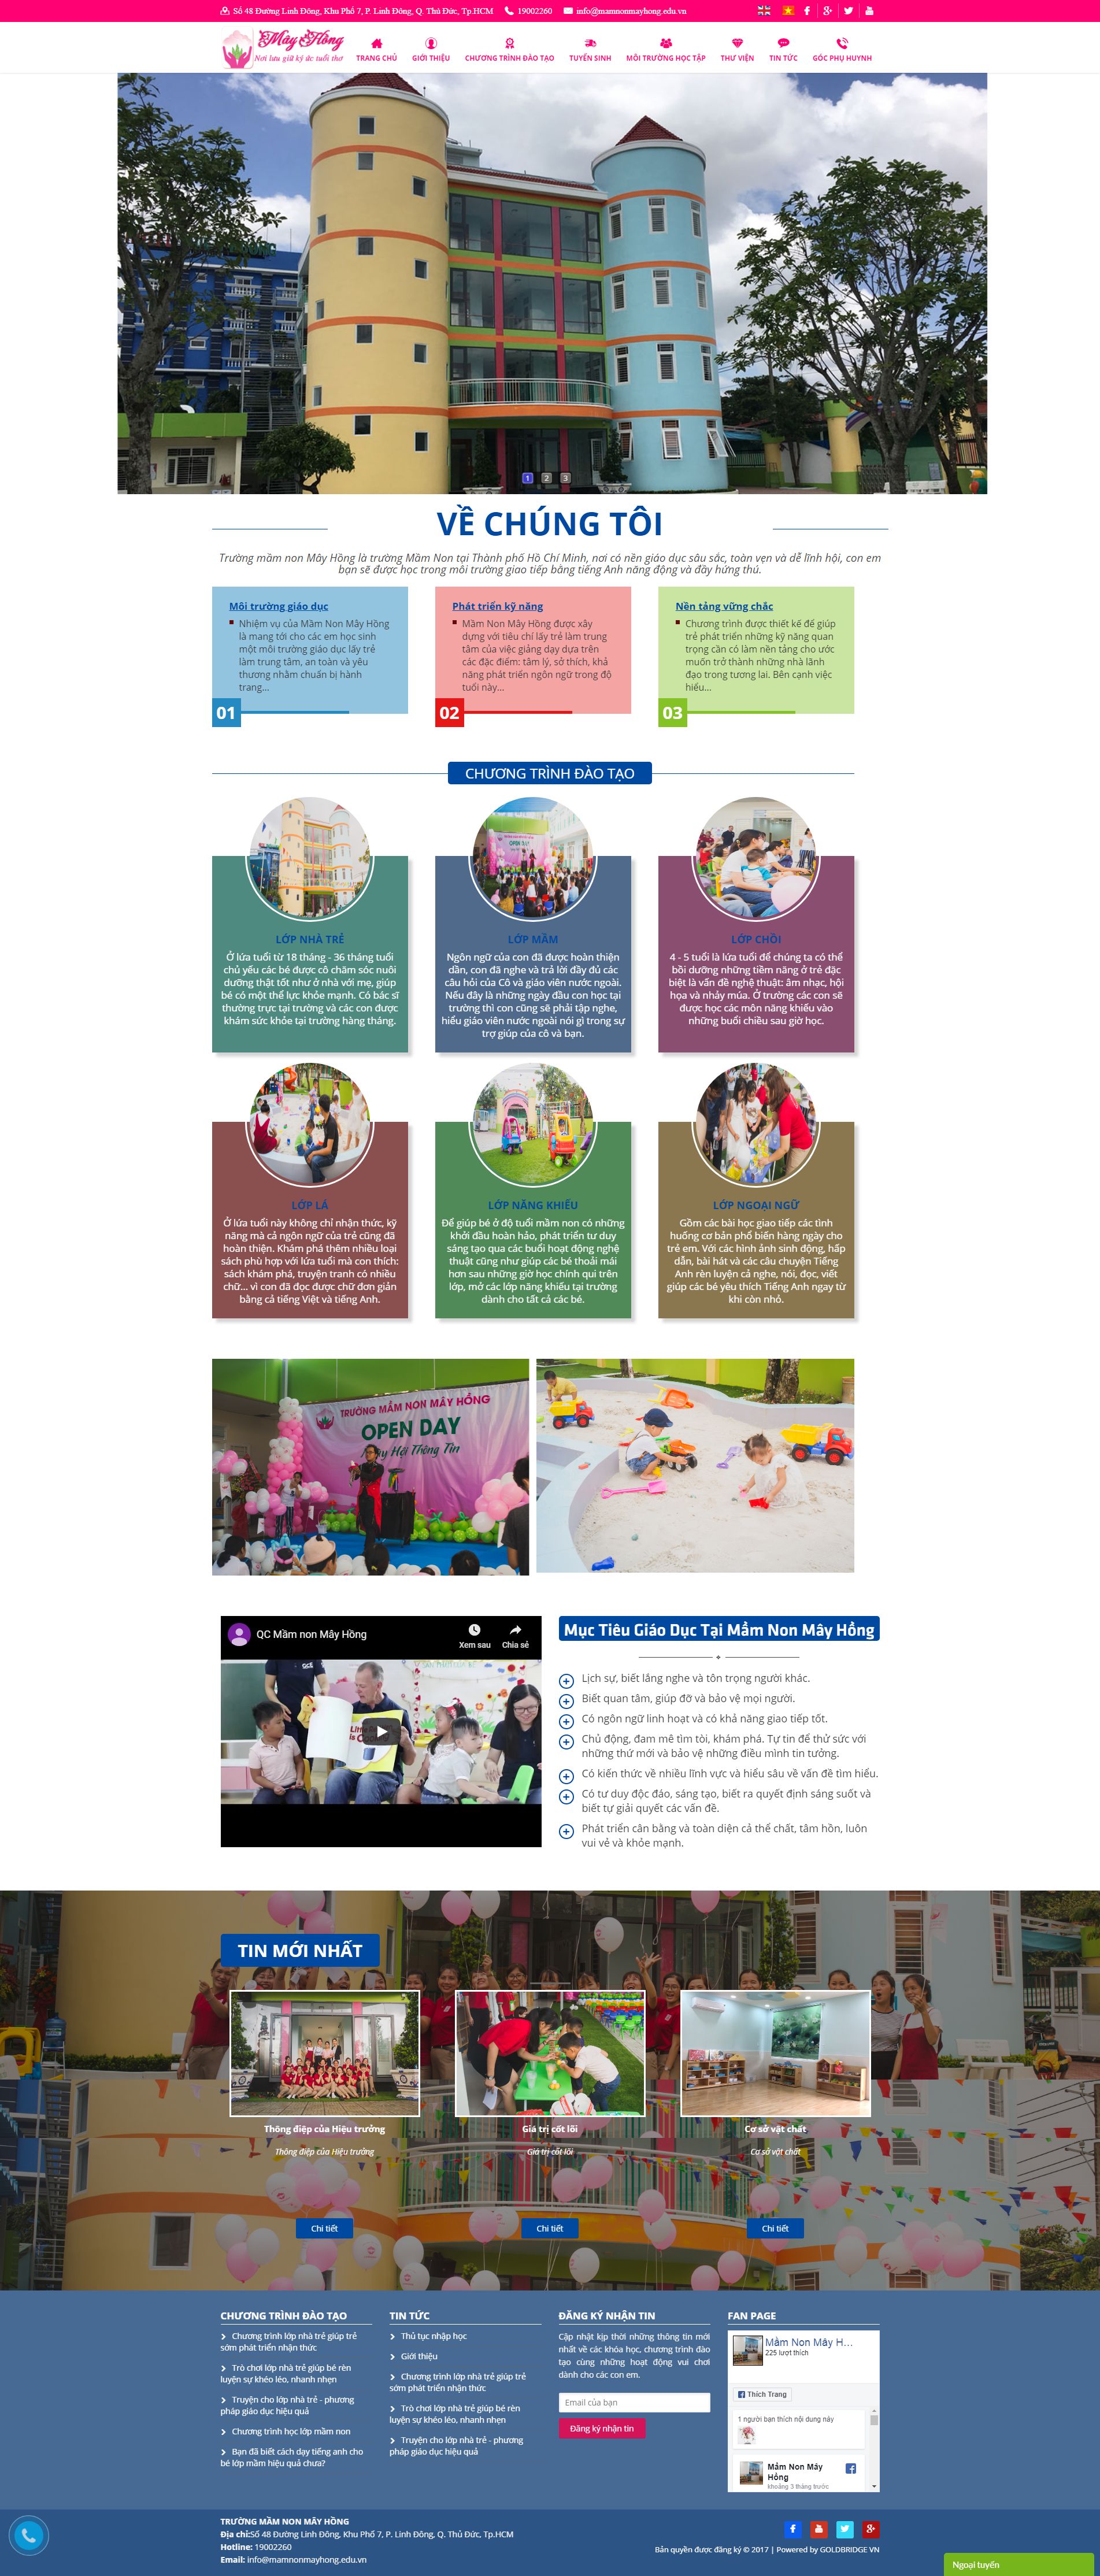 Số 48 Đường Linh Đông, Khu Phố 7, P. Linh Đông, Q. Thủ Đức, Tp.HCM 19002260 info@mamnonmayhong.edu.vn
Mây Hồng
Nơi lưu giữ ký ức tuổi thơ
TRANG CHỦ GIỚI THIỆU CHƯƠNG TRÌNH ĐÀO TẠO TUYỂN SINH MÔI TRƯỜNG HỌC TẬP THƯ VIỆN TIN TỨC GÓC PHỤ HUYNH
1 2 3
VỀ CHÚNG TÔI
Trường mầm non Mây Hồng là trường Mầm Non tại Thành phố Hồ Chí Minh, nơi có nền giáo dục sâu sắc, toàn vẹn và dễ lĩnh hội, con em
bạn sẽ được học trong môi trường giao tiếp bằng tiếng Anh năng động và đầy hứng thú.
Môi trường giáo dục
Nhiệm vụ của Mầm Non Mây Hồng
là mang tới cho các em học sinh
một môi trường giáo dục lấy trẻ
làm trung tâm, an toàn và yêu
thương nhằm chuẩn bị hành
trang...
01
Phát triển kỹ năng
Mầm Non Mây Hồng được xây
dựng với tiêu chí lấy trẻ làm trung
tâm của việc giảng dạy dựa trên
các đặc điểm: tâm lý, sở thích, khả
năng phát triển ngôn ngữ trong độ
tuổi này...
02
Nền tảng vững chắc
Chương trình được thiết kế để giúp
trẻ phát triển những kỹ năng quan
trọng cần có làm nền tảng cho ước
muốn trở thành những nhà lãnh
đạo trong tương lai. Bên cạnh việc
hiểu...
03
CHƯƠNG TRÌNH ĐÀO TẠO
LỚP NHÀ TRẺ
Ở lứa tuổi từ 18 tháng - 36 tháng tuổi
chủ yếu các bé được cô chăm sóc nuôi
dưỡng thật tốt như ở nhà với mẹ, giúp
bé có một thể lực khỏe mạnh. Có bác sĩ
thường trực tại trường và các con được
khám sức khỏe tại trường hàng tháng.
OPEN DAY
LỚP MẦM
Ngôn ngữ của con đã được hoàn thiện
dần, con đã nghe và trả lời đầy đủ các
câu hỏi của Cô và giáo viên nước ngoài.
Nếu đây là những ngày đầu con học tại
trường thì con cũng sẽ phải tập nghe,
hiểu giáo viên nước ngoài nói gì trong sự
trợ giúp của cô và bạn.
LỚP CHỒI
4 - 5 tuổi là lứa tuổi để chúng ta có thể
bồi dưỡng những tiềm năng ở trẻ đặc
biệt là vấn đề nghệ thuật: âm nhạc, hội
họa và nhảy múa. Ở trường các con sẽ
được học các môn năng khiếu vào
những buổi chiều sau giờ học.
LỚP LÁ
Ở lứa tuổi này không chỉ nhận thức, kỹ
năng mà cả ngôn ngữ của trẻ cũng đã
hoàn thiện. Khám phá thêm nhiều loại
sách phù hợp với lứa tuổi mà con thích:
sách khám phá, truyện tranh có nhiều
chữ... vì con đã đọc được chữ đơn giản
bằng cả tiếng Việt và tiếng Anh.
LỚP NĂNG KHIẾU
Để giúp bé ở độ tuổi mầm non có những
khởi đầu hoàn hảo, phát triển tư duy
sáng tạo qua các buổi hoạt động nghệ
thuật cũng như giúp các bé thoải mái
hơn sau những giờ học chính qui trên
lớp, mở các lớp năng khiếu tại trường
dành cho tất cả các bé.
LỚP NGOẠI NGỮ
Gồm các bài học giao tiếp các tình
huống cơ bản phổ biến hàng ngày cho
trẻ em. Với các hình ảnh sinh động, hấp
dẫn, bài hát và các câu chuyện Tiếng
Anh rèn luyện cả nghe, nói, đọc, viết
giúp các bé yêu thích Tiếng Anh ngay từ
khi còn nhỏ.
TRƯỜNG MẦM NON MÂY HỒNG
OPEN DAY
Ngày Hội Thông Tin
QC Mầm non Mây Hồng
Xem sau Chia sẻ
Mục Tiêu Giáo Dục Tại Mầm Non Mây Hồng
Lịch sự, biết lắng nghe và tôn trọng người khác.
Biết quan tâm, giúp đỡ và bảo vệ mọi người.
Có ngôn ngữ linh hoạt và có khả năng giao tiếp tốt.
Chủ động, đam mê tìm tòi, khám phá. Tự tin để thử sức với
những thứ mới và bảo vệ những điều mình tin tưởng.
Có kiến thức về nhiều lĩnh vực và hiểu sâu về vấn đề tìm hiểu.
Có tư duy độc đáo, sáng tạo, biết ra quyết định sáng suốt và
biết tự giải quyết các vấn đề.
Phát triển cân bằng và toàn diện cả thể chất, tâm hồn, luôn
vui vẻ và khỏe mạnh.
TIN MỚI NHẤT
Thông điệp của Hiệu trưởng
Thông điệp của Hiệu trưởng
Chi tiết
Giá trị cốt lõi
Giá trị cốt lõi
Chi tiết
Cơ sở vật chất
Cơ sở vật chất
Chi tiết
CHƯƠNG TRÌNH ĐÀO TẠO
Chương trình lớp nhà trẻ giúp trẻ
sớm phát triển nhận thức
Trò chơi lớp nhà trẻ giúp bé rèn
luyện sự khéo léo, nhanh nhẹn
Truyện cho lớp nhà trẻ - phương
pháp giáo dục hiệu quả
Chương trình học lớp mầm non
Bạn đã biết cách dạy tiếng anh cho
bé lớp mầm hiệu quả chưa?
TIN TỨC
Thủ tục nhập học
Giới thiệu
Chương trình lớp nhà trẻ giúp trẻ
sớm phát triển nhận thức
Trò chơi lớp nhà trẻ giúp bé rèn
luyện sự khéo léo, nhanh nhẹn
Truyện cho lớp nhà trẻ - phương
pháp giáo dục hiệu quả
ĐĂNG KÝ NHẬN TIN
Cập nhật kịp thời những thông tin mới
nhất về các khóa học, chương trình đào
tạo cùng những hoạt động vui chơi
dành cho các con em.
Email của bạn
Đăng ký nhận tin
FAN PAGE
Mầm Non Mây H...
225 lượt thích
Thích Trang
1 người bạn thích nội dung này
Mầm Non Mây
Hồng
khoảng 3 tháng trước
TRƯỜNG MẦM NON MÂY HỒNG
Địa chỉ:Số 48 Đường Linh Đông, Khu Phố 7, P. Linh Đông, Q. Thủ Đức, Tp.HCM
Hotline: 19002260
Email: info@mamnonmayhong.edu.vn
Bản quyền được đăng ký © 2017 | Powered by GOLDBRIDGE VN
Ngoại tuyến